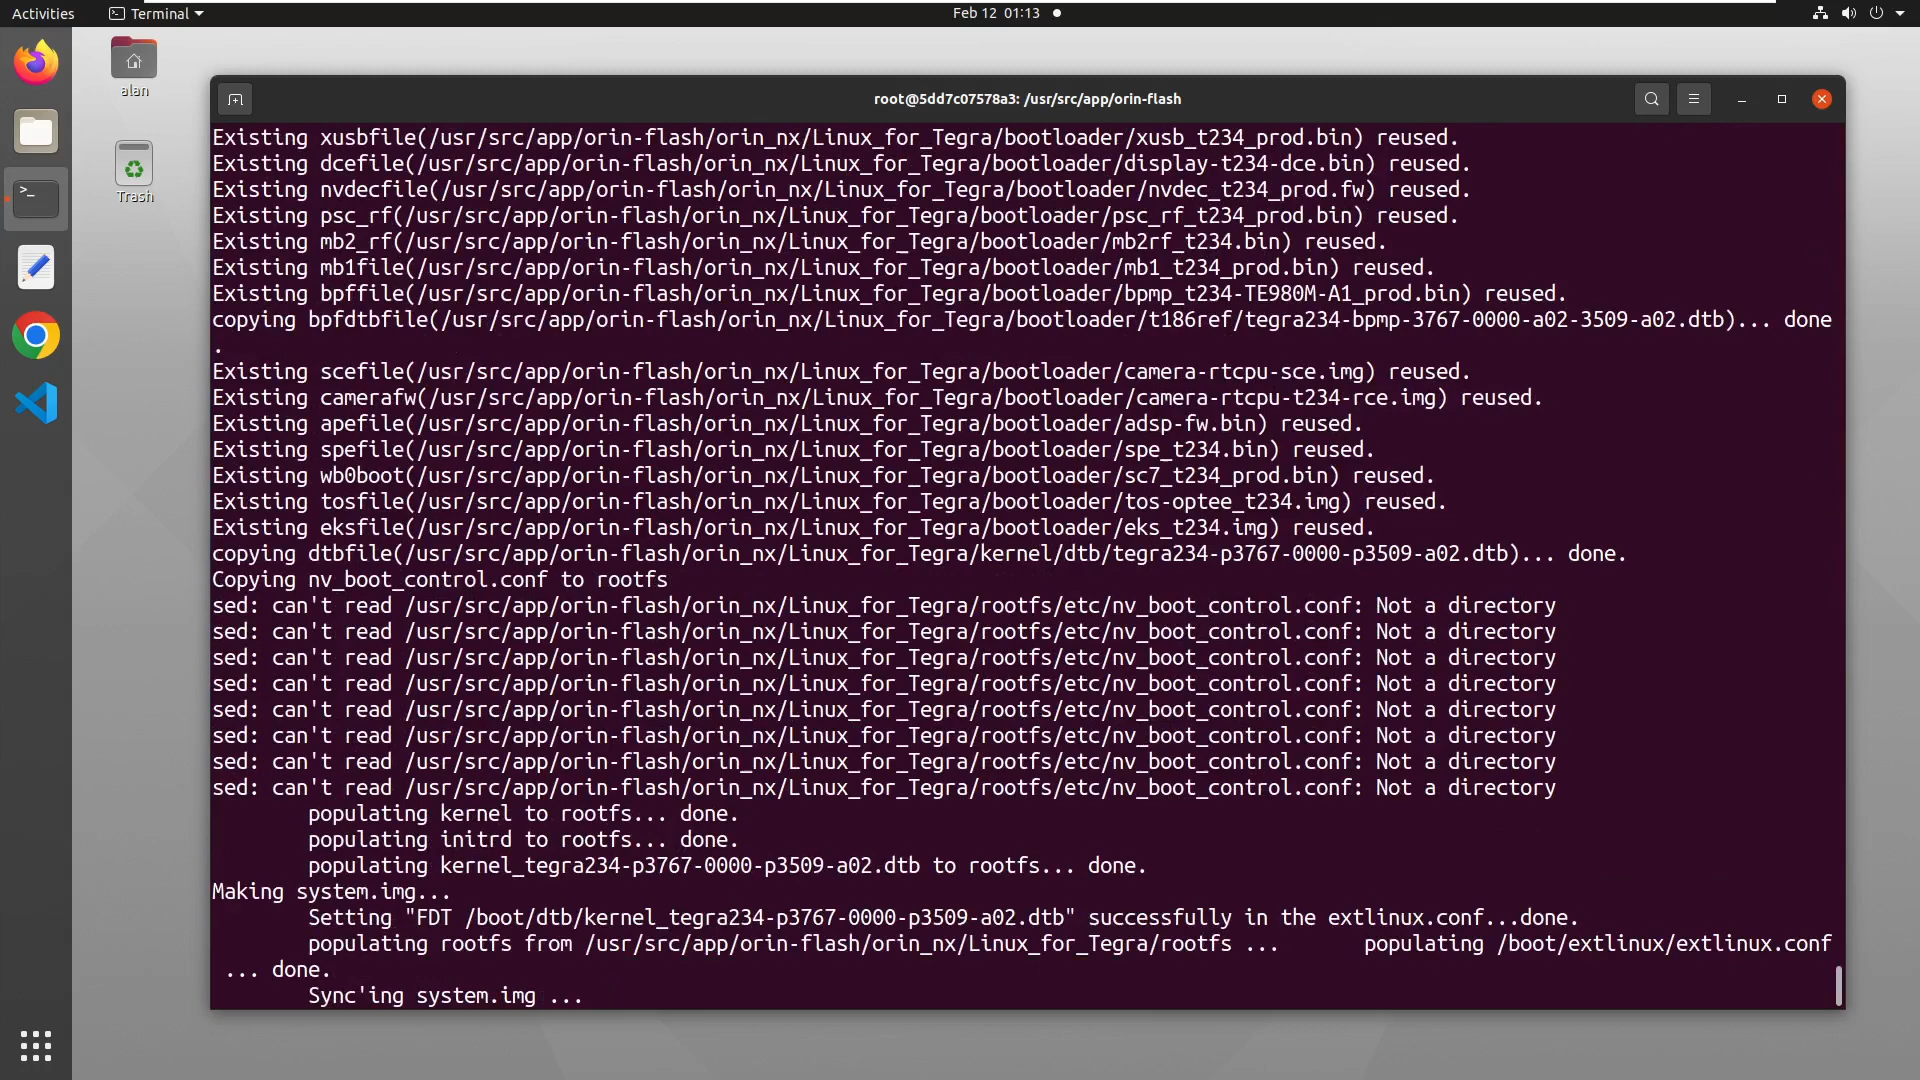 Activities
Terminal
Feb 12 01:13
alan
Trash
root@5dd7c07578a3: /usr/src/app/orin-flash
Existing xusbfile(/usr/src/app/orin-flash/orin_nx/Linux_for_Tegra/bootloader/xusb_t234_prod.bin) reused.
Existing dcefile(/usr/src/app/orin-flash/orin_nx/Linux_for_Tegra/bootloader/display-t234-dce.bin) reused.
Existing nvdecfile(/usr/src/app/orin-flash/orin_nx/Linux_for_Tegra/bootloader/nvdec_t234_prod.fw) reused.
Existing psc_rf(/usr/src/app/orin-flash/orin_nx/Linux_for_Tegra/bootloader/psc_rf_t234_prod.bin) reused.
Existing mb2_rf(/usr/src/app/orin-flash/orin_nx/Linux_for_Tegra/bootloader/mb2rf_t234.bin) reused.
Existing mb1file(/usr/src/app/orin-flash/orin_nx/Linux_for_Tegra/bootloader/mb1_t234_prod.bin) reused.
Existing bpffile(/usr/src/app/orin-flash/orin_nx/Linux_for_Tegra/bootloader/bpmp_t234-TE980M-A1_prod.bin) reused.
copying bpfdtbfile(/usr/src/app/orin-flash/orin_nx/Linux_for_Tegra/bootloader/t186ref/tegra234-bpmp-3767-0000-a02-3509-a02.dtb)... done
.
Existing scefile(/usr/src/app/orin-flash/orin_nx/Linux_for_Tegra/bootloader/camera-rtcpu-sce.img) reused.
Existing camerafw(/usr/src/app/orin-flash/orin_nx/Linux_for_Tegra/bootloader/camera-rtcpu-t234-rce.img) reused.
Existing apefile(/usr/src/app/orin-flash/orin_nx/Linux_for_Tegra/bootloader/adsp-fw.bin) reused.
Existing spefile(/usr/src/app/orin-flash/orin_nx/Linux_for_Tegra/bootloader/spe_t234.bin) reused.
Existing wb0boot(/usr/src/app/orin-flash/orin_nx/Linux_for_Tegra/bootloader/sc7_t234_prod.bin) reused.
Existing tosfile(/usr/src/app/orin-flash/orin_nx/Linux_for_Tegra/bootloader/tos-optee_t234.img) reused.
Existing eksfile(/usr/src/app/orin-flash/orin_nx/Linux_for_Tegra/bootloader/eks_t234.img) reused.
copying dtbfile(/usr/src/app/orin-flash/orin_nx/Linux_for_Tegra/kernel/dtb/tegra234-p3767-0000-p3509-a02.dtb)... done.
Copying nv_boot_control.conf to rootfs
sed: can't read /usr/src/app/orin-flash/orin_nx/Linux_for_Tegra/rootfs/etc/nv_boot_control.conf: Not a directory
sed: can't read /usr/src/app/orin-flash/orin_nx/Linux_for_Tegra/rootfs/etc/nv_boot_control.conf: Not a directory
sed: can't read /usr/src/app/orin-flash/orin_nx/Linux_for_Tegra/rootfs/etc/nv_boot_control.conf: Not a directory
sed: can't read /usr/src/app/orin-flash/orin_nx/Linux_for_Tegra/rootfs/etc/nv_boot_control.conf: Not a directory
sed: can't read /usr/src/app/orin-flash/orin_nx/Linux_for_Tegra/rootfs/etc/nv_boot_control.conf: Not a directory
sed: can't read /usr/src/app/orin-flash/orin_nx/Linux_for_Tegra/rootfs/etc/nv_boot_control.conf: Not a directory
sed: can't read /usr/src/app/orin-flash/orin_nx/Linux_for_Tegra/rootfs/etc/nv_boot_control.conf: Not a directory
sed: can't read /usr/src/app/orin-flash/orin_nx/Linux_for_Tegra/rootfs/etc/nv_boot_control.conf: Not a directory
populating kernel to rootfs... done.
populating initrd to rootfs... done.
populating kernel_tegra234-p3767-0000-p3509-a02.dtb to rootfs... done.
Making system.img...
Setting "FDT /boot/dtb/kernel_tegra234-p3767-0000-p3509-a02.dtb" successfully in the extlinux.conf...done.
populating rootfs from /usr/src/app/orin-flash/orin_nx/Linux_for_Tegra/rootfs ... populating /boot/extlinux/extlinux.conf
... done.
Sync'ing system.img ...